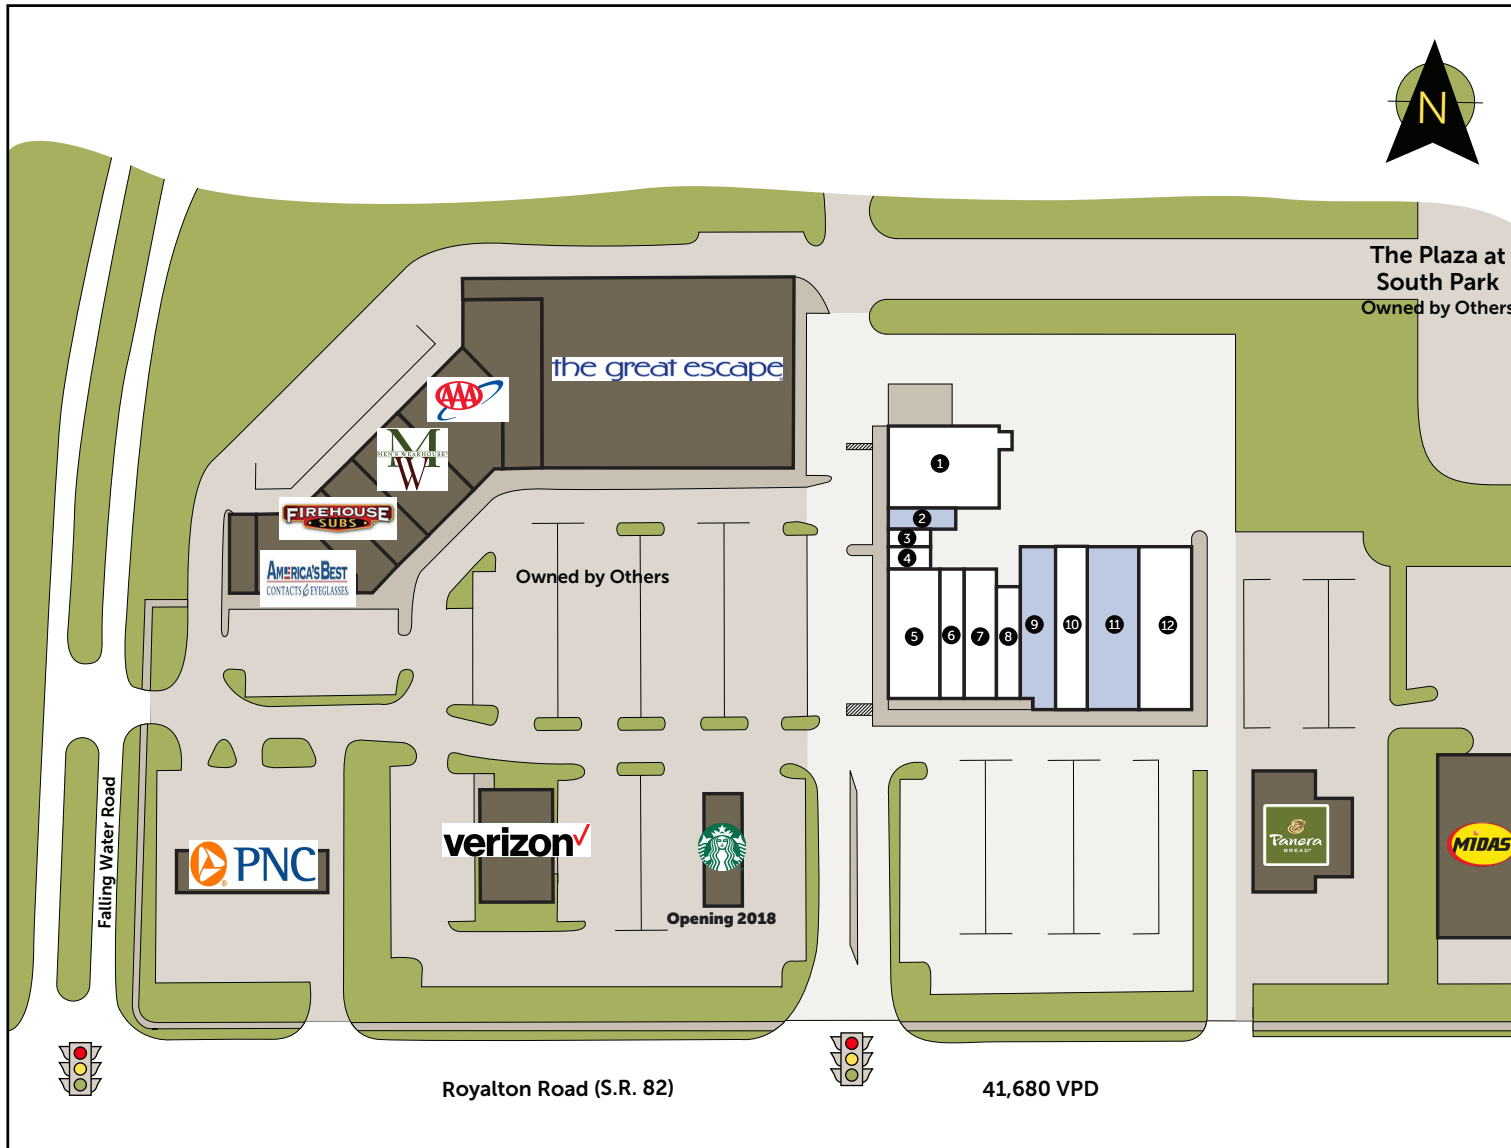 N
The Plaza at
South Park
Owned by Others
the great escape
AAA
M
MEN'S WEARHOUSE
W
FIREHOUSE
SUBS
AMERICA'S BEST
CONTACTS & EYEGLASSES
Owned by Others
1
2
3
4
5
6
7
8
9
10
11
12
Falling Water Road
PNC
verizon
Opening 2018
Panera
BREAD
MIDAS
Royalton Road (S.R. 82)
41,680 VPD